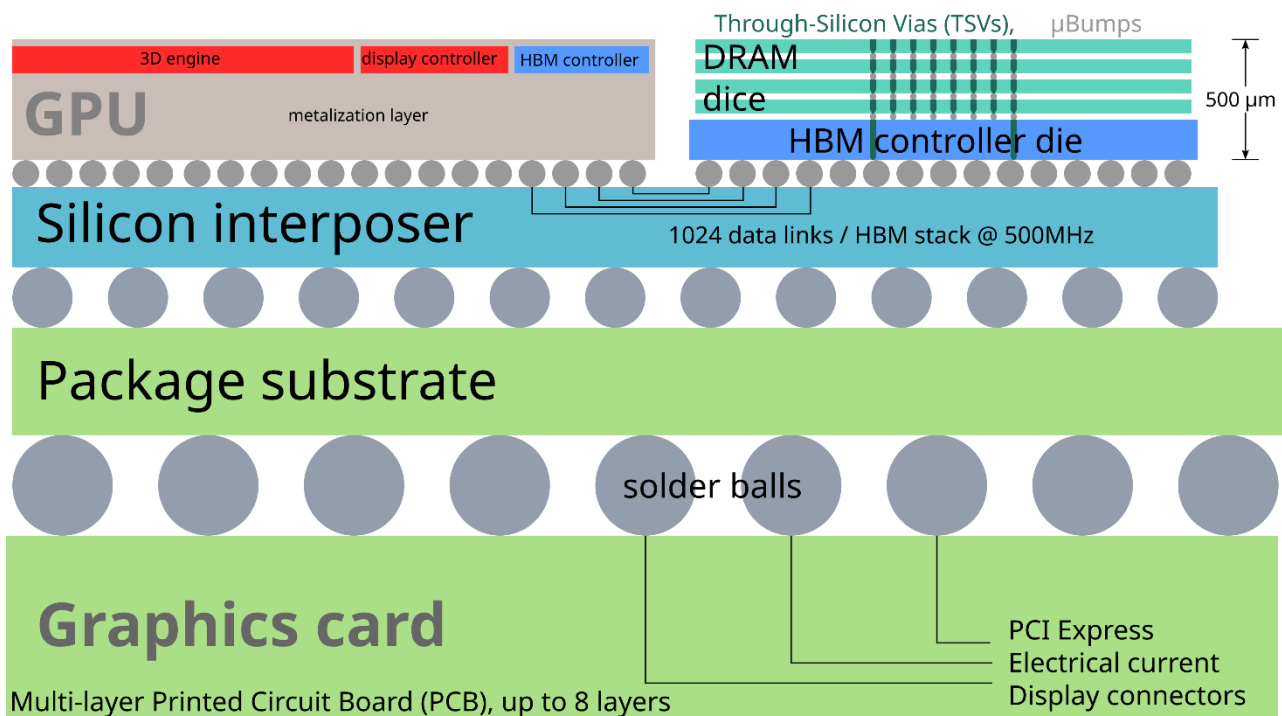 Through-Silicon Vias (TSVs), µBumps
3D engine
display controller
HBM controller
GPU
metalization layer
DRAM
dice
HBM controller die
500 µm
Silicon interposer
1024 data links / HBM stack @ 500MHz
Package substrate
solder balls
Graphics card
PCI Express
Electrical current
Display connectors
Multi-layer Printed Circuit Board (PCB), up to 8 layers